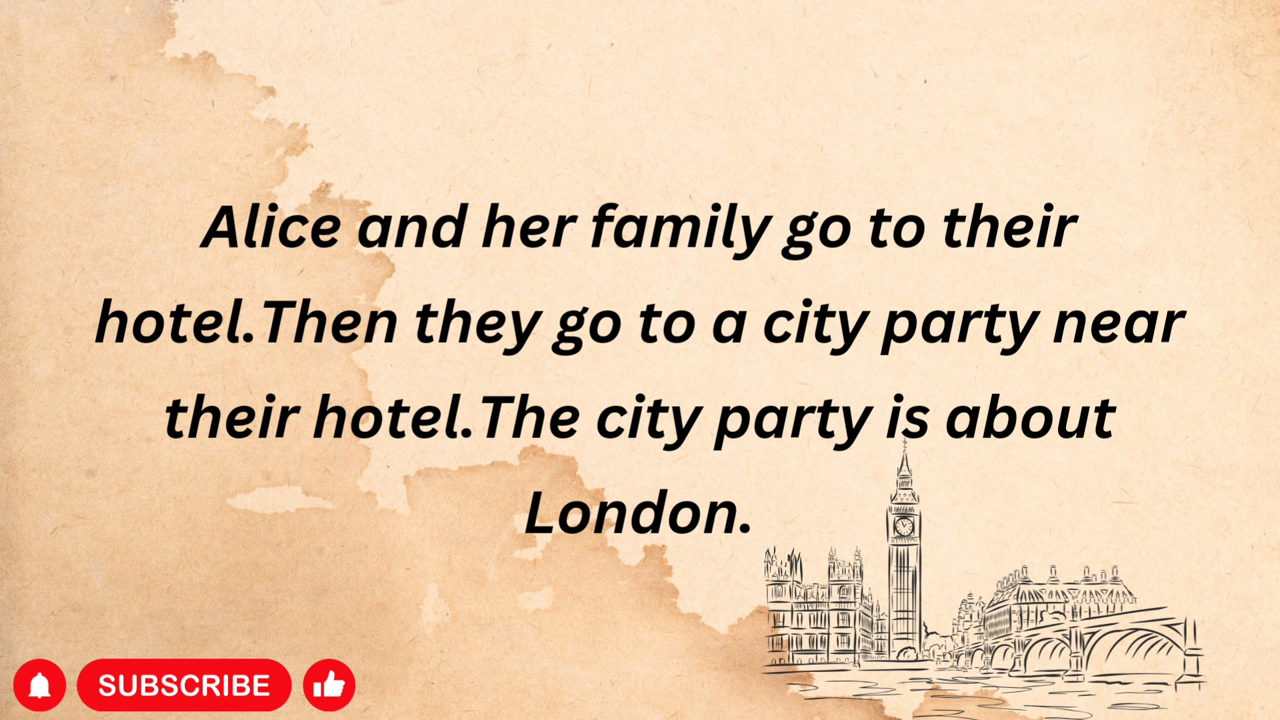 Alice and her family go to their
hotel.Then they go to a city party near
their hotel.The city party is about
London.
SUBSCRIBE